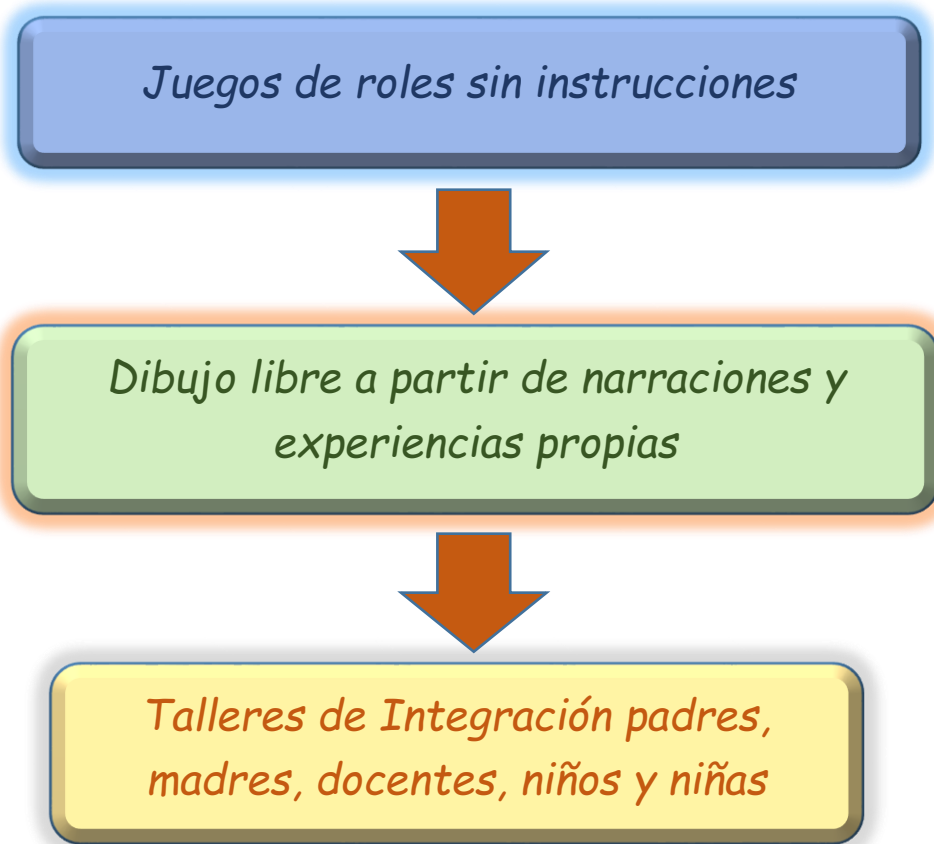 Juegos de roles sin instrucciones
Dibujo libre a partir de narraciones y
experiencias propias
Talleres de Integración padres,
madres, docentes, niños y niñas